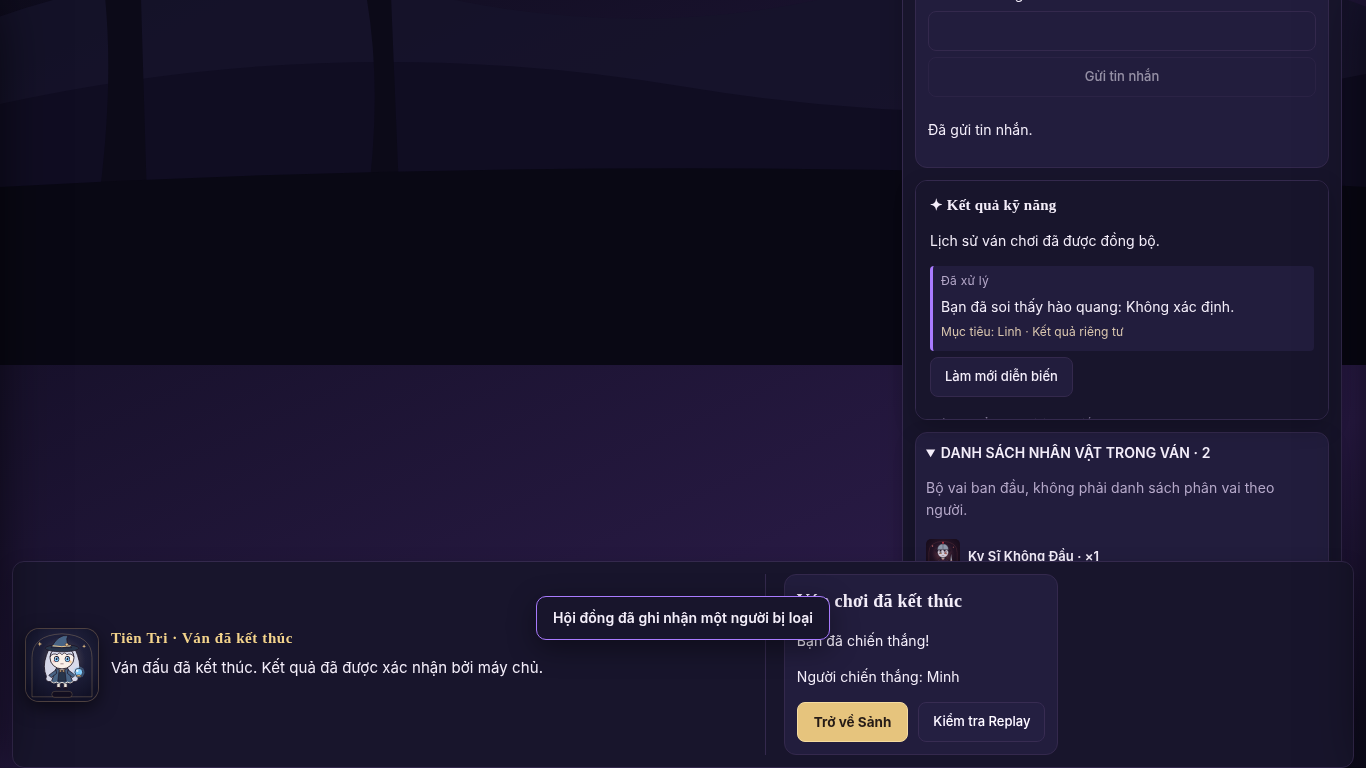 Gửi tin nhắn
Đã gửi tin nhắn.
✦ Kết quả kỹ năng
Lịch sử ván chơi đã được đồng bộ.
Đã xử lý
Bạn đã soi thấy hào quang: Không xác định.
Mục tiêu: Linh · Kết quả riêng tư
Làm mới diễn biến
▼ DANH SÁCH NHÂN VẬT TRONG VÁN · 2
Bộ vai ban đầu, không phải danh sách phân vai theo
người.
Kỵ Sĩ Không Đầu · ×1
Tiên Tri · Ván đã kết thúc
Ván đấu đã kết thúc. Kết quả đã được xác nhận bởi máy chủ.
Hội đồng đã ghi nhận một người bị loại
chơi đã kết thúc
Bạn đã chiến thắng!
Người chiến thắng: Minh
Trở về Sảnh
Kiểm tra Replay